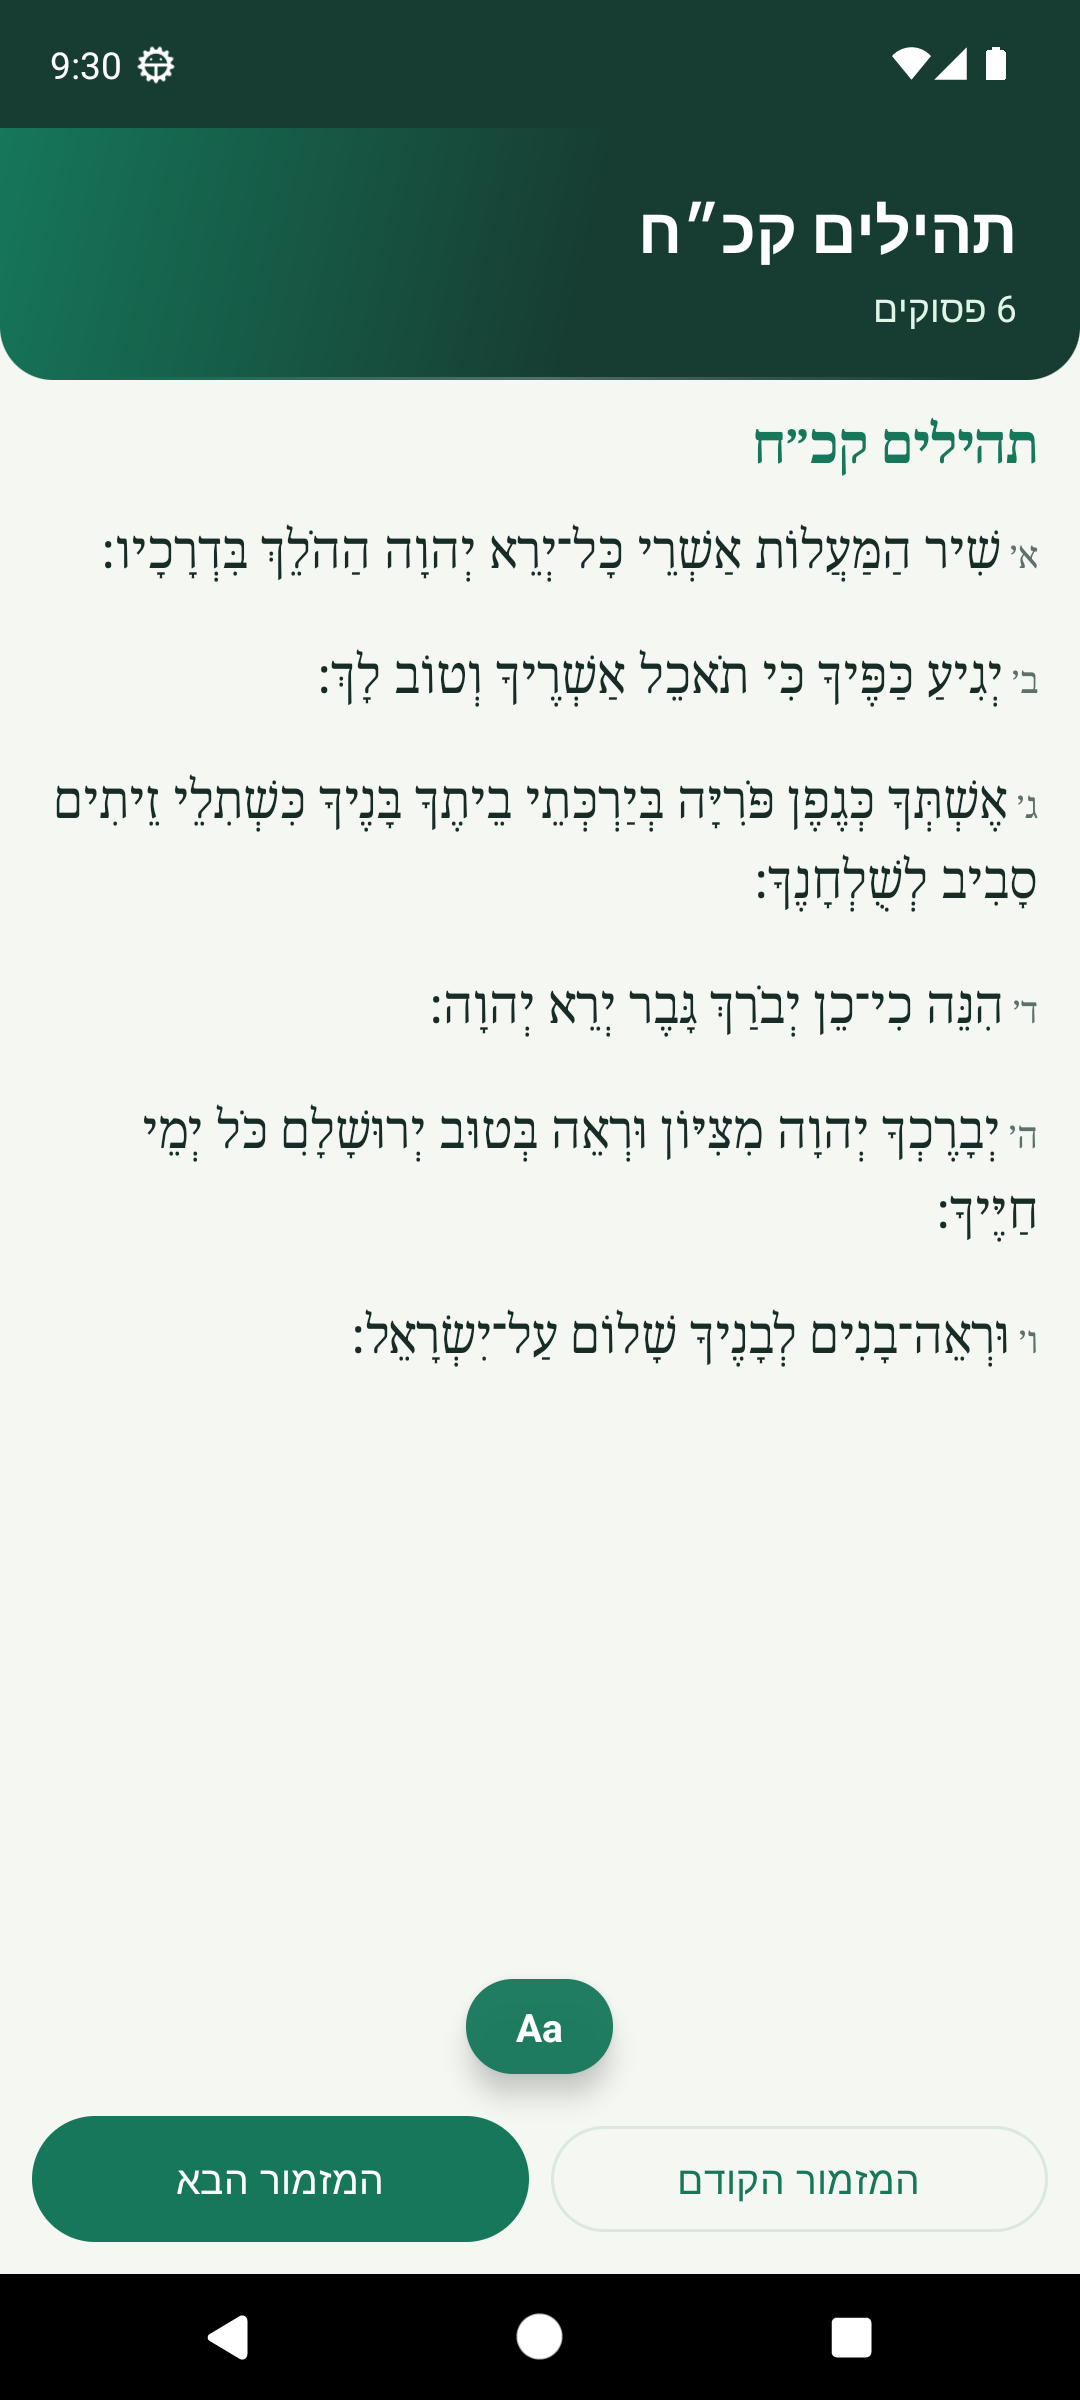 9:30
תהילים קכ״ח
6 פסוקים
תהילים קכ״ח
א׳ שִׁיר הַמַּעֲלוֹת אַשְׁרֵי כׇּל־יְרֵא יְהוָה הַהֹלֵךְ בִּדְרָכָיו׃
ב׳ יְגִיעַ כַּפֶּיךָ כִּי תֹאכֵל אַשְׁרֶיךָ וְטוֹב לָךְ׃
ג׳ אֶשְׁתְּךָ כְּגֶפֶן פֹּרִיָּה בְּיַרְכְּתֵי בֵיתֶךָ בָּנֶיךָ כִּשְׁתִלֵי זֵיתִים
סָבִיב לְשֻׁלְחָנֶךָ׃
ד׳ הִנֵּה כִי־כֵן יְבֹרַךְ גָּבֶר יְרֵא יְהוָה׃
ה׳ יְבָרֶכְךָ יְהוָה מִצִּיּוֹן וּרְאֵה בְּטוּב יְרוּשָׁלָ‍ִם כֹּל יְמֵי
חַיֶּיךָ׃
ו׳ וּרְאֵה־בָנִים לְבָנֶיךָ שָׁלוֹם עַל־יִשְׂרָאֵל׃
Aa
המזמור הקודם
המזמור הבא